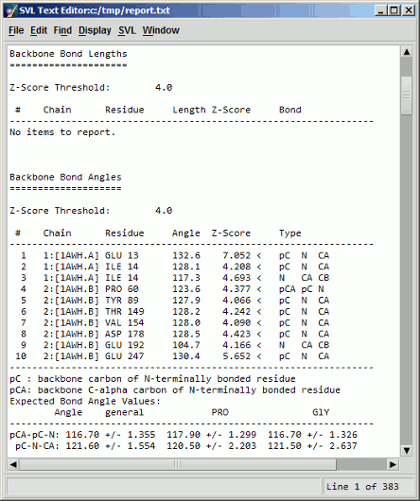 SVL Text Editor:c:/tmp/report.txt
File Edit Find Display SVL Window
Backbone Bond Lengths
=====================
Z-Score Threshold: 4.0
# Chain Residue Length Z-Score Bond
------------------------------------------------------------------
No items to report.
Backbone Bond Angles
====================
Z-Score Threshold: 4.0
# Chain Residue Angle Z-Score Type
------------------------------------------------------------------
1 1:[1AWH.A] GLU 13 132.6 7.052 < pC N CA
2 1:[1AWH.A] ILE 14 128.1 4.208 < pC N CA
3 1:[1AWH.A] ILE 14 117.3 4.693 < N CA CB
4 2:[1AWH.B] PRO 60 123.6 4.377 < pCA pC N
5 2:[1AWH.B] TYR 89 127.9 4.066 < pC N CA
6 2:[1AWH.B] THR 149 128.2 4.242 < pC N CA
7 2:[1AWH.B] VAL 154 128.0 4.090 < pC N CA
8 2:[1AWH.B] ASP 178 128.5 4.423 < pC N CA
9 2:[1AWH.B] GLU 192 104.7 4.166 < N CA CB
10 2:[1AWH.B] GLU 247 130.4 5.652 < pC N CA
------------------------------------------------------------------
pC : backbone carbon of N-terminally bonded residue
pCA: backbone C-alpha carbon of N-terminally bonded residue
Expected Bond Angle Values:
Angle general PRO GlY
------------------------------------------------------------------
pCA-pC-N: 116.70 +/- 1.355 117.90 +/- 1.299 116.70 +/- 1.326
pC-N-CA: 121.60 +/- 1.554 120.50 +/- 2.203 121.50 +/- 2.637
Line 1 of 383